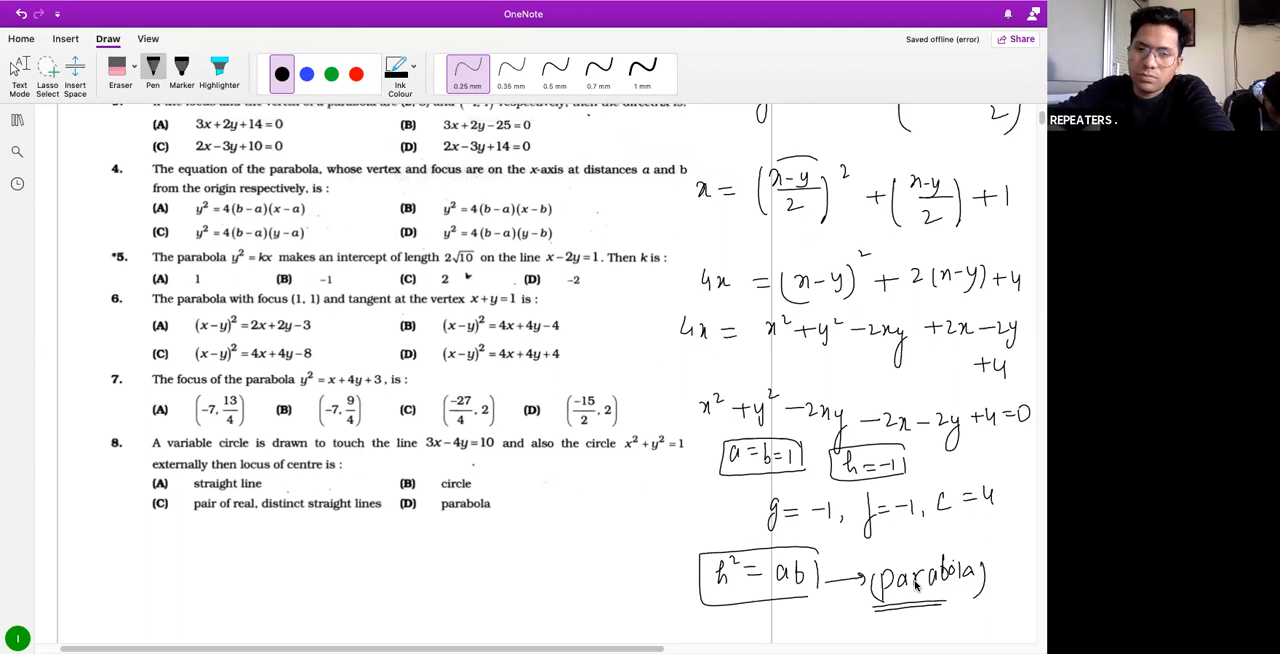 OneNote
Home Insert Draw View
Saved offline (error)
Share
Text Mode
Lasso Select
Insert Space
Eraser
Pen
Marker
Highlighter
Ink Colour
0.25 mm
0.35 mm
0.5 mm
0.7 mm
1 mm
REPEATERS .
(A) 3x+2y+14=0 (B) 3x+2y−25=0
(C) 2x−3y+10=0 (D) 2x−3y+14=0
4. The equation of the parabola, whose vertex and focus are on the x-axis at distances a and b
from the origin respectively, is :
(A) y² = 4(b−a)(x−a) (B) y² = 4(b−a)(x−b)
(C) y² = 4(b−a)(y−a) (D) y² = 4(b−a)(y−b)
*5. The parabola y² = kx makes an intercept of length 2√10 on the line x−2y=1. Then k is :
(A) 1 (B) −1 (C) 2 (D) −2
6. The parabola with focus (1, 1) and tangent at the vertex x+y=1 is :
(A) (x−y)² = 2x+2y−3 (B) (x−y)² = 4x+4y−4
(C) (x−y)² = 4x+4y−8 (D) (x−y)² = 4x+4y+4
7. The focus of the parabola y² = x+4y+3, is :
(A) (−7, 13/4) (B) (−7, 9/4) (C) (−27/4, 2) (D) (−15/2, 2)
8. A variable circle is drawn to touch the line 3x−4y=10 and also the circle x²+y²=1
externally then locus of centre is :
(A) straight line (B) circle
(C) pair of real, distinct straight lines (D) parabola
x = ((x-y)/2)² + ((x-y)/2) + 1
4x = (x-y)² + 2(x-y)+4
4x = x²+y²-2xy +2x-2y
+4
x²+y²-2xy-2x-2y+4=0
a=b=1 h=-1
g=-1, f=-1, c=4
h²=ab → (parabola)
I